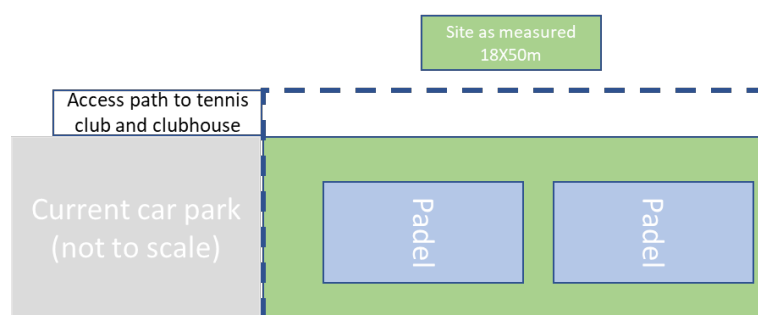 Site as measured
18X50m
Access path to tennis
club and clubhouse
Current car park
(not to scale)
Padel
Padel